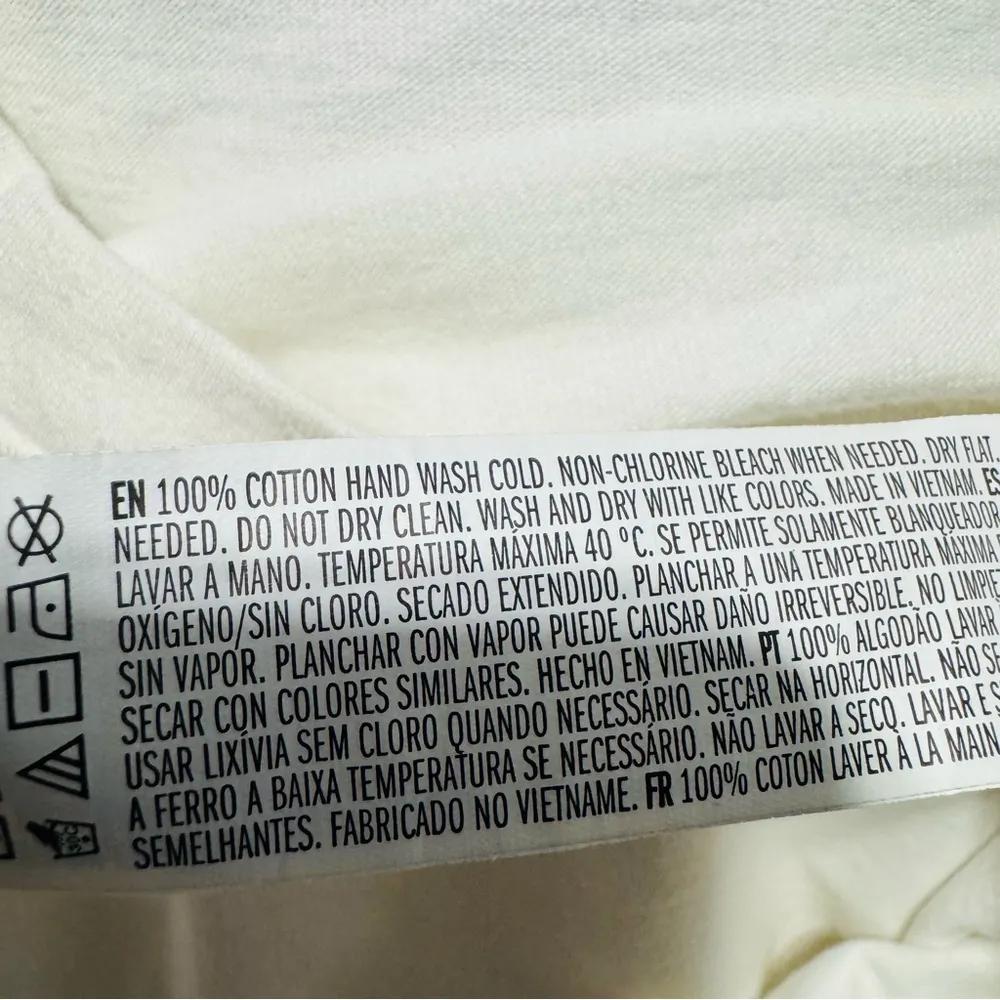 EN 100% COTTON HAND WASH COLD. NON-CHLORINE BLEACH WHEN NEEDED. DRY FLAT.
NEEDED. DO NOT DRY CLEAN. WASH AND DRY WITH LIKE COLORS. MADE IN VIETNAM. ES
LAVAR A MANO. TEMPERATURA MÁXIMA 40 °C. SE PERMITE SOLAMENTE BLANQUEADOR
OXÍGENO/SIN CLORO. SECADO EXTENDIDO. PLANCHAR A UNA TEMPERATURA MÁXIMA
SIN VAPOR. PLANCHAR CON VAPOR PUEDE CAUSAR DAÑO IRREVERSIBLE. NO LIMPIE
SECAR CON COLORES SIMILARES. HECHO EN VIETNAM. PT 100% ALGODÃO LAVAR
USAR LIXÍVIA SEM CLORO QUANDO NECESSÁRIO. SECAR NA HORIZONTAL. NÃO SE
A FERRO A BAIXA TEMPERATURA SE NECESSÁRIO. NÃO LAVAR A SECO. LAVAR E S
SEMELHANTES. FABRICADO NO VIETNAME. FR 100% COTON LAVER À LA MAIN
30C